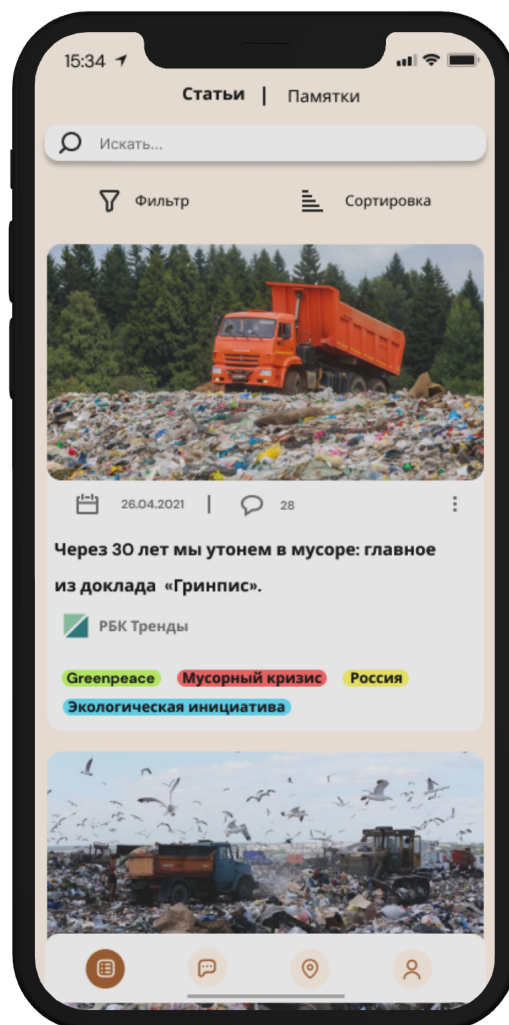 15:34
Статьи | Памятки
Искать...
Фильтр Сортировка
26.04.2021 | 28
Через 30 лет мы утонем в мусоре: главное
из доклада «Гринпис».
РБК Тренды
Greenpeace Мусорный кризис Россия
Экологическая инициатива